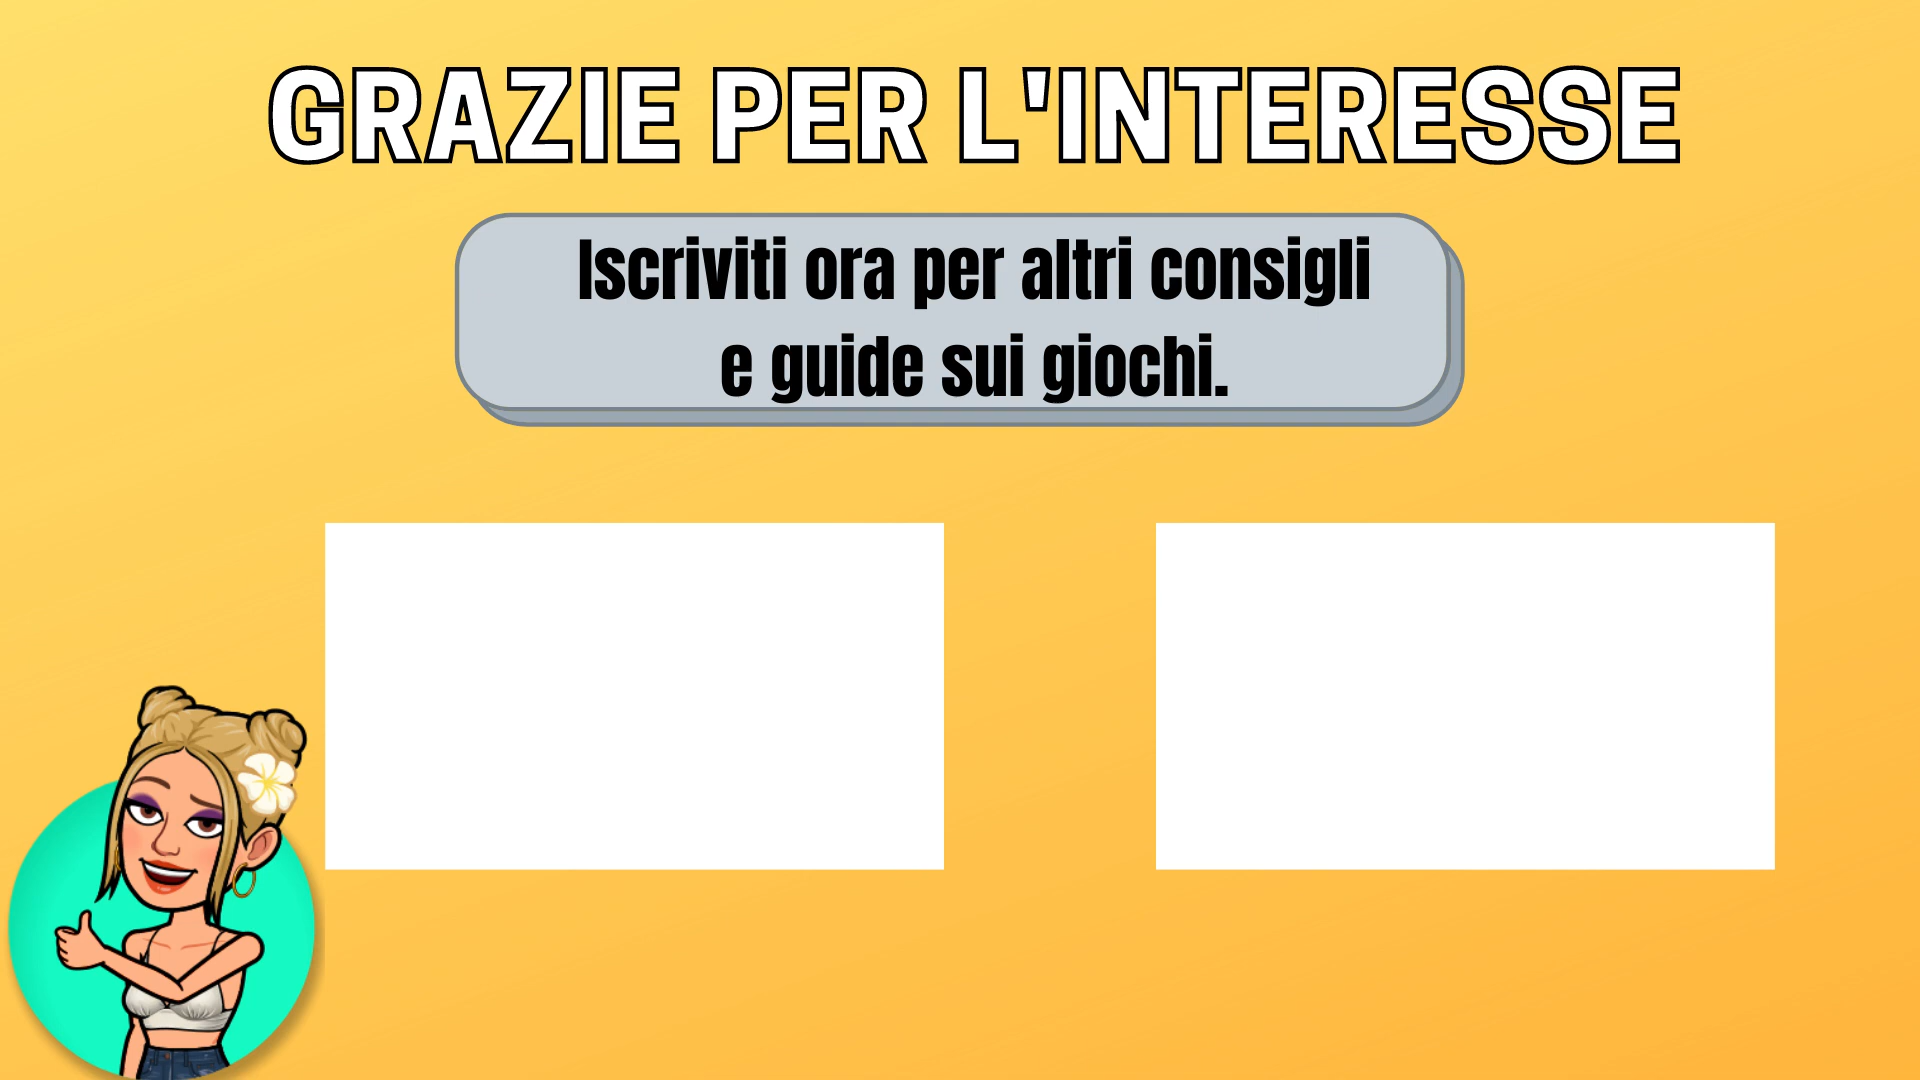 GRAZIE PER L'INTERESSE
Iscriviti ora per altri consigli
e guide sui giochi.